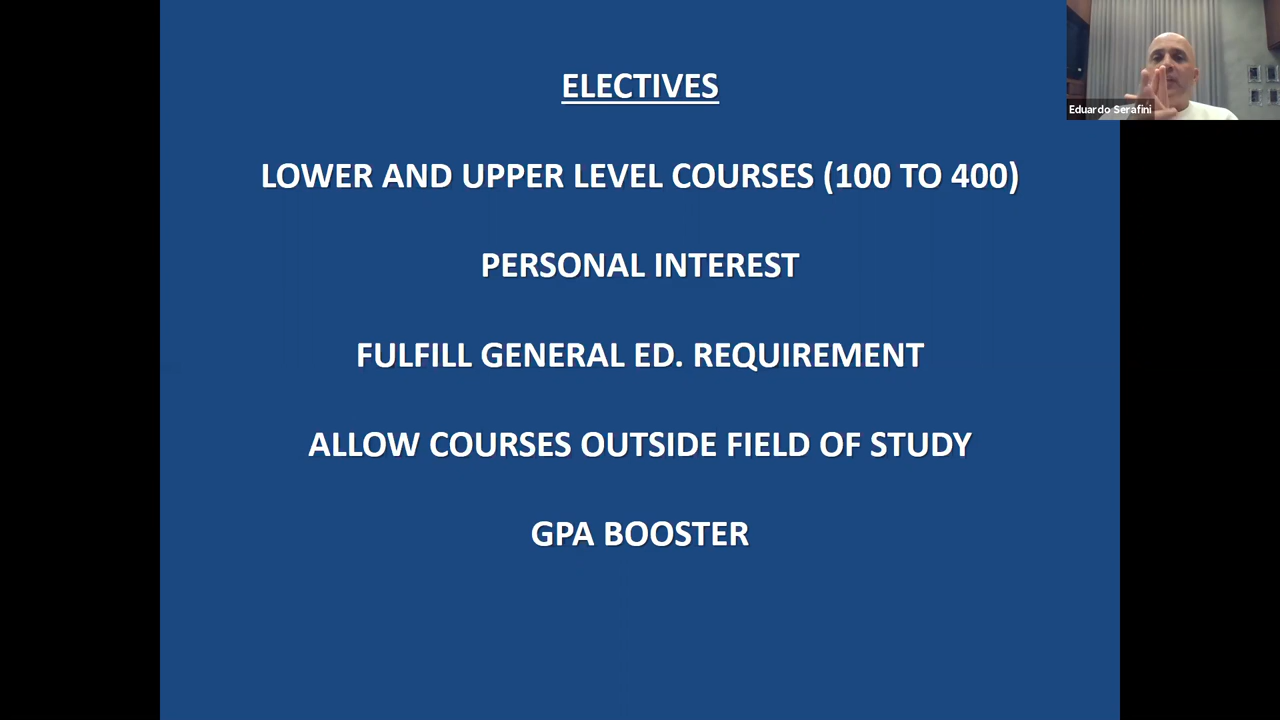 ELECTIVES
LOWER AND UPPER LEVEL COURSES (100 TO 400)
PERSONAL INTEREST
FULFILL GENERAL ED. REQUIREMENT
ALLOW COURSES OUTSIDE FIELD OF STUDY
GPA BOOSTER
Eduardo Serafini